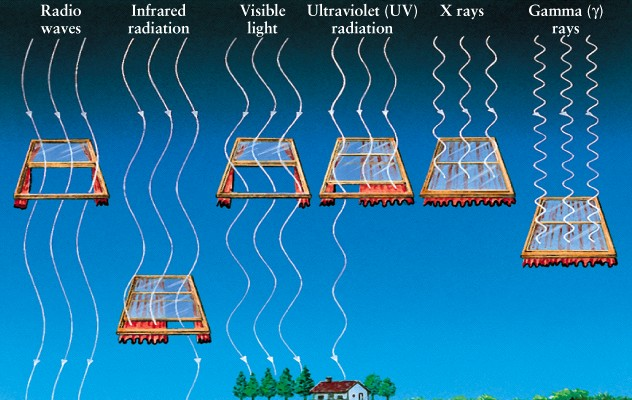 Radio
waves
Infrared
radiation
Visible
light
Ultraviolet (UV)
radiation
X rays
Gamma (γ)
rays